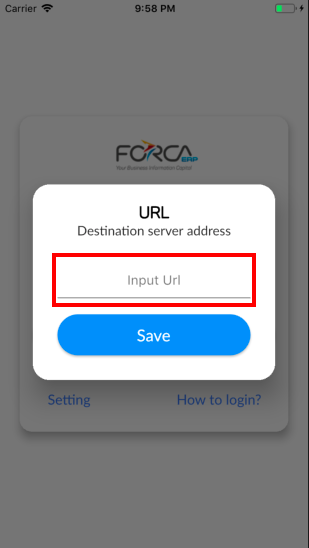 Carrier 9:58 PM
FORCA ERP
Your Business Information Capital
URL
Destination server address
Input Url
Save
Setting How to login?